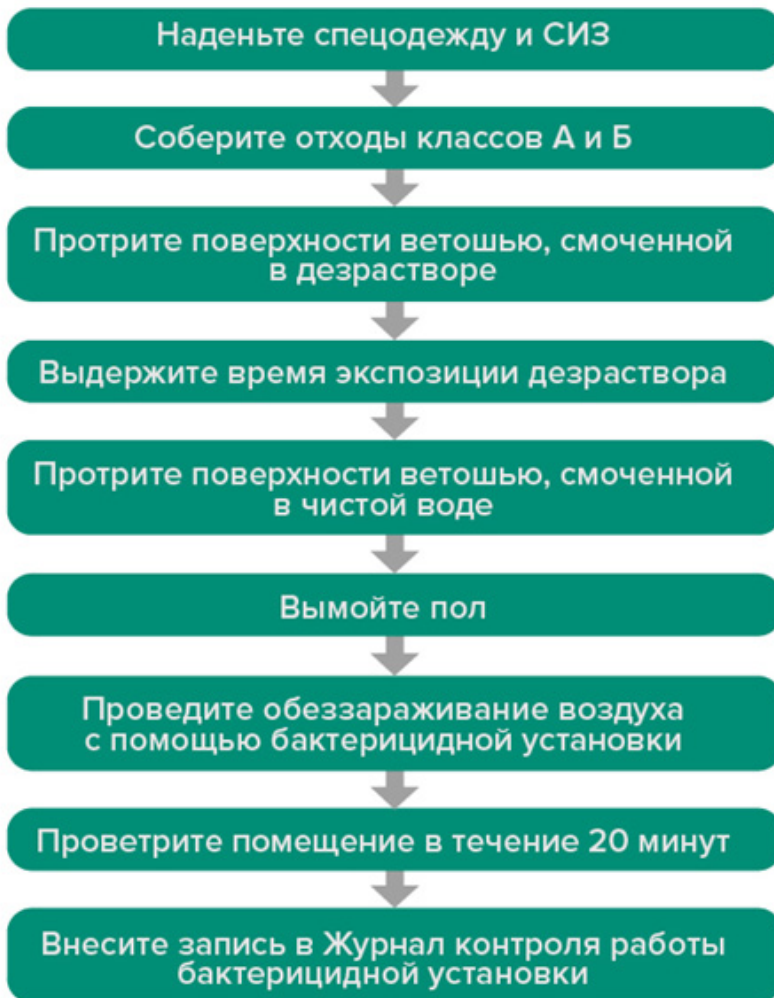 Наденьте спецодежду и СИЗ
Соберите отходы классов А и Б
Протрите поверхности ветошью, смоченной
в дезрастворе
Выдержите время экспозиции дезраствора
Протрите поверхности ветошью, смоченной
в чистой воде
Вымойте пол
Проведите обеззараживание воздуха
с помощью бактерицидной установки
Проветрите помещение в течение 20 минут
Внесите запись в Журнал контроля работы
бактерицидной установки